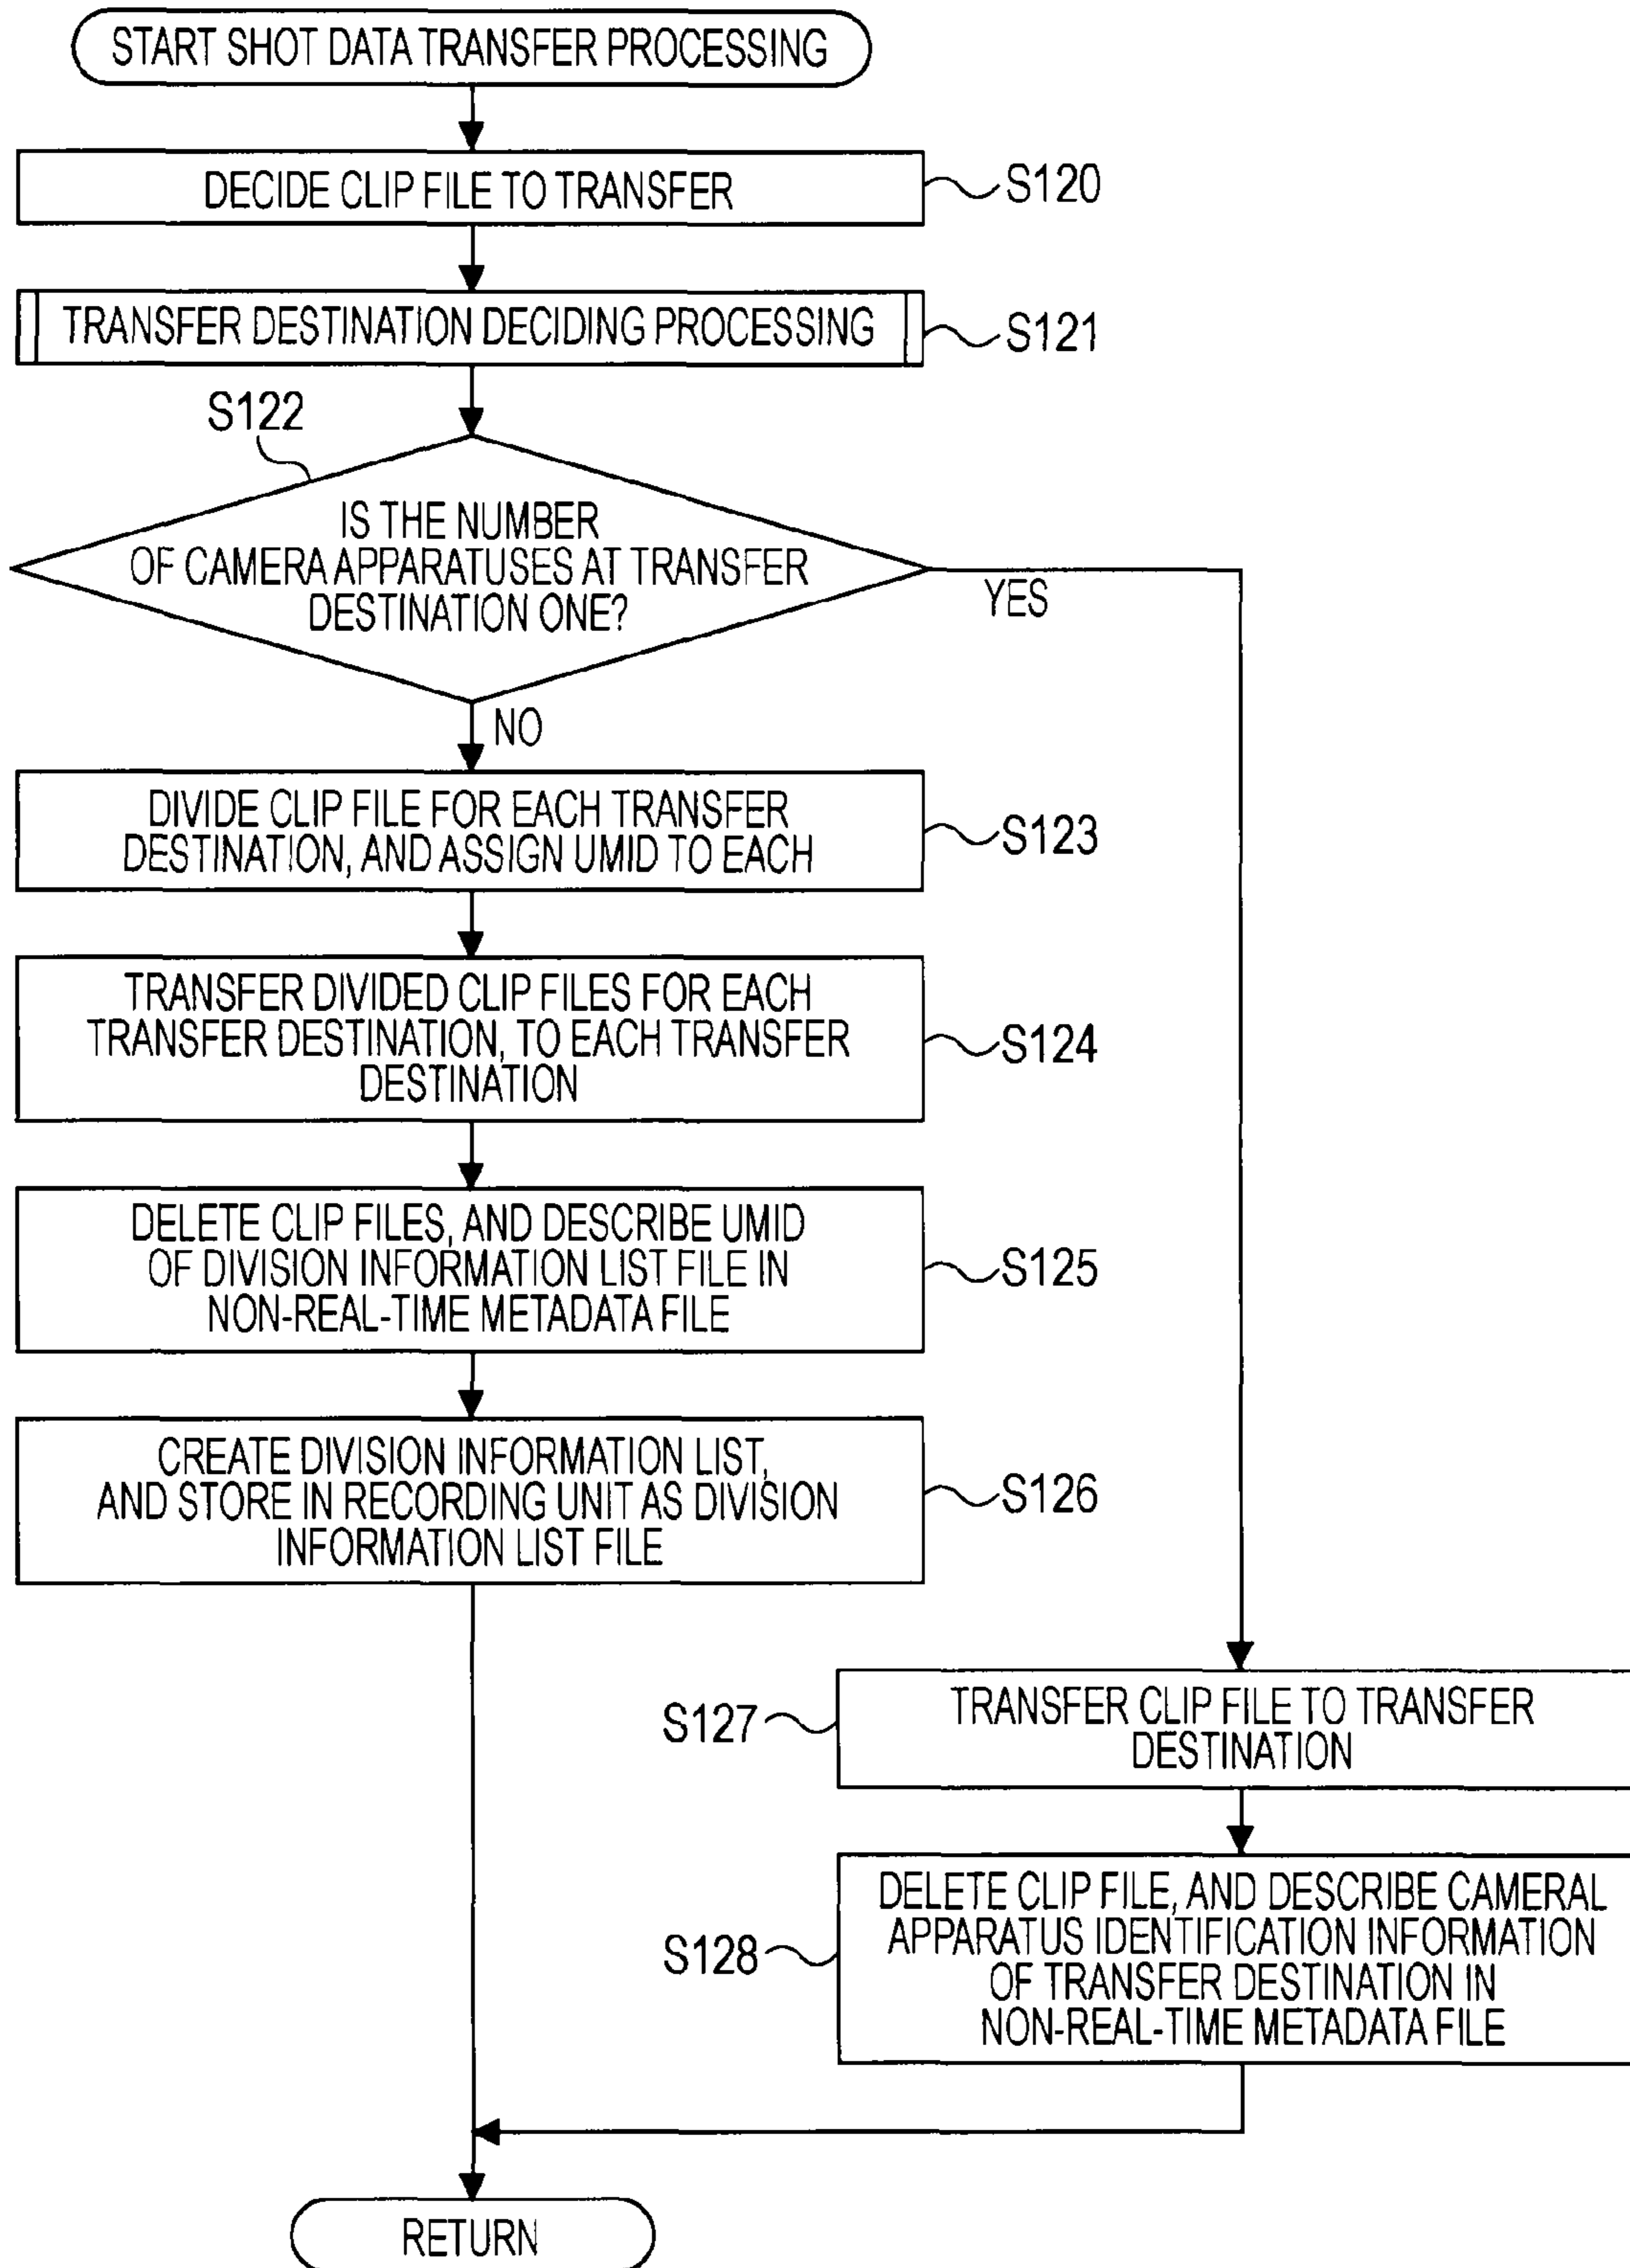 START SHOT DATA TRANSFER PROCESSING
DECIDE CLIP FILE TO TRANSFER
S120
TRANSFER DESTINATION DECIDING PROCESSING
S121
S122
IS THE NUMBER
OF CAMERA APPARATUSES AT TRANSFER
DESTINATION ONE?
YES
NO
DIVIDE CLIP FILE FOR EACH TRANSFER
DESTINATION, AND ASSIGN UMID TO EACH
S123
TRANSFER DIVIDED CLIP FILES FOR EACH
TRANSFER DESTINATION, TO EACH TRANSFER
DESTINATION
S124
DELETE CLIP FILES, AND DESCRIBE UMID
OF DIVISION INFORMATION LIST FILE IN
NON-REAL-TIME METADATA FILE
S125
CREATE DIVISION INFORMATION LIST,
AND STORE IN RECORDING UNIT AS DIVISION
INFORMATION LIST FILE
S126
S127
TRANSFER CLIP FILE TO TRANSFER
DESTINATION
S128
DELETE CLIP FILE, AND DESCRIBE CAMERAL
APPARATUS IDENTIFICATION INFORMATION
OF TRANSFER DESTINATION IN
NON-REAL-TIME METADATA FILE
RETURN